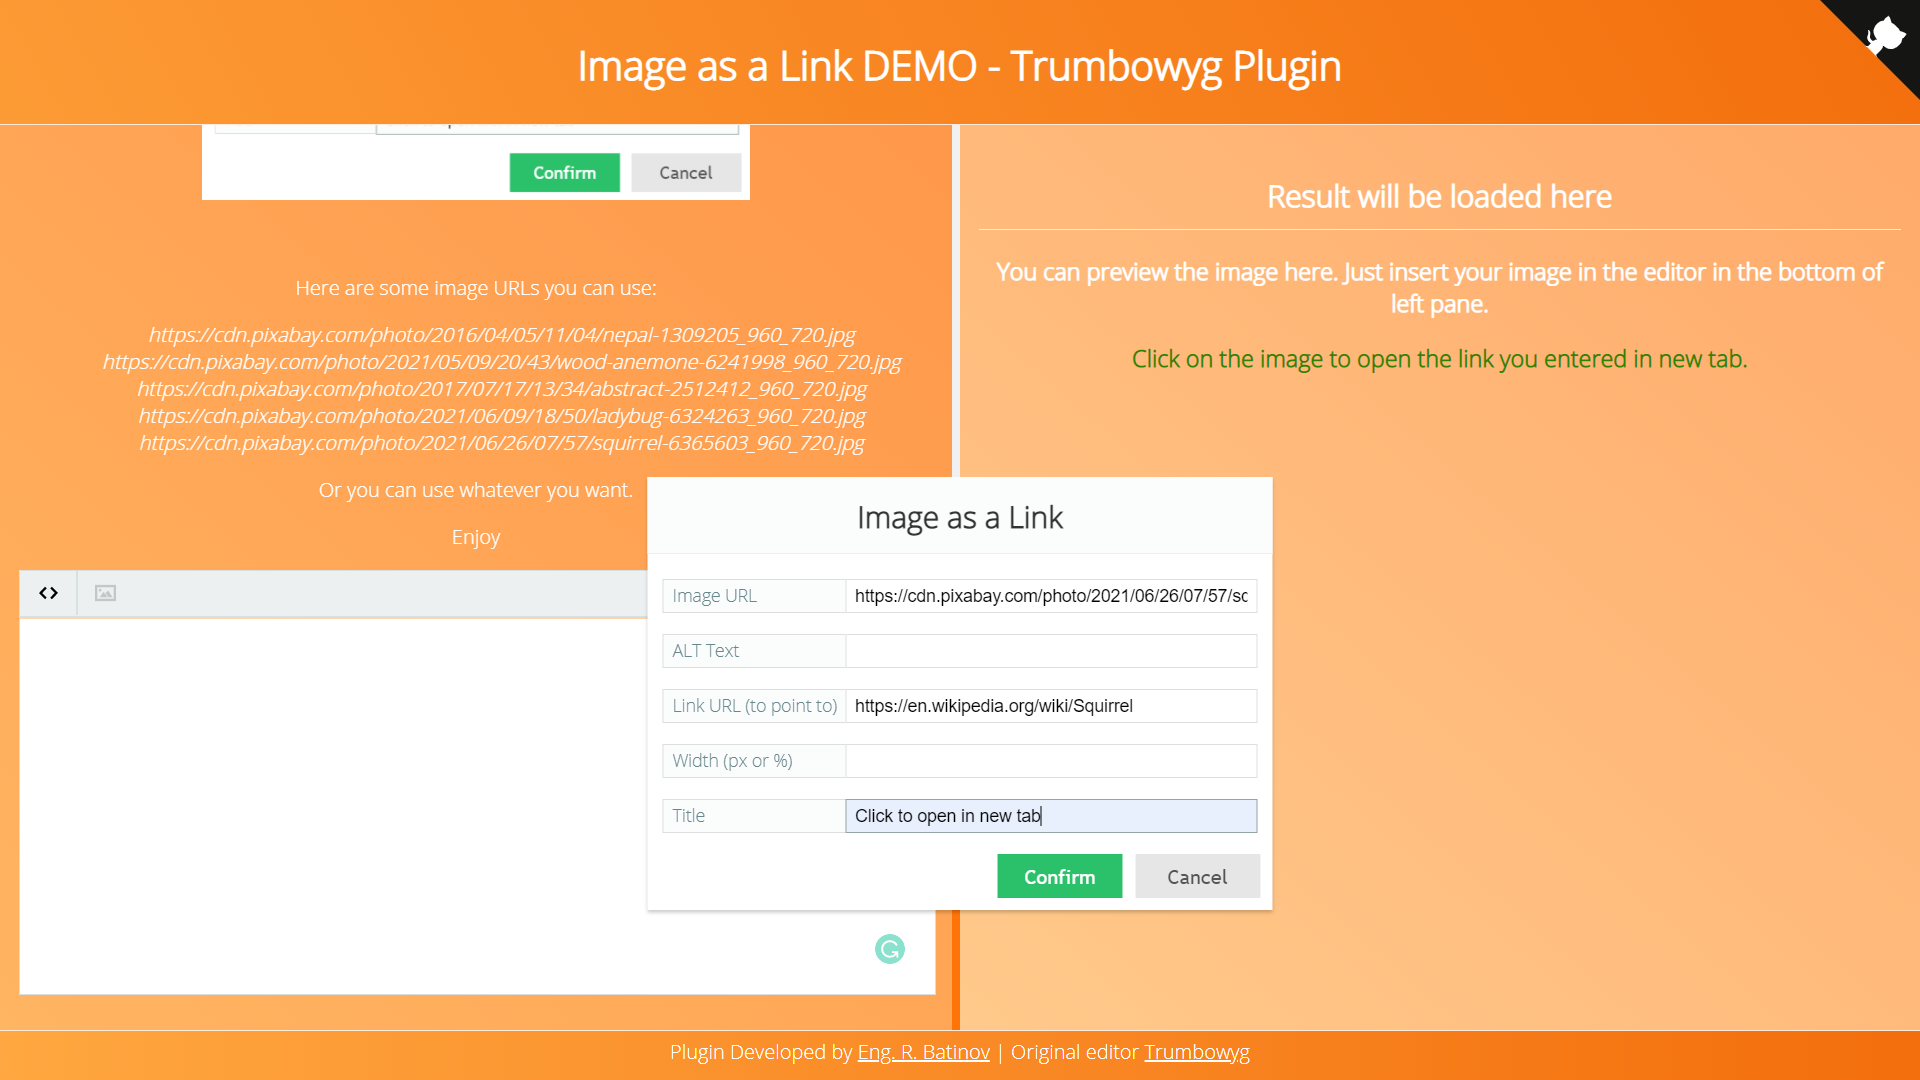 Image as a Link DEMO - Trumbowyg Plugin
Confirm
Cancel
Here are some image URLs you can use:
https://cdn.pixabay.com/photo/2016/04/05/11/04/nepal-1309205_960_720.jpg
https://cdn.pixabay.com/photo/2021/05/09/20/43/wood-anemone-6241998_960_720.jpg
https://cdn.pixabay.com/photo/2017/07/17/13/34/abstract-2512412_960_720.jpg
https://cdn.pixabay.com/photo/2021/06/09/18/50/ladybug-6324263_960_720.jpg
https://cdn.pixabay.com/photo/2021/06/26/07/57/squirrel-6365603_960_720.jpg
Or you can use whatever you want.
Enjoy
Result will be loaded here
You can preview the image here. Just insert your image in the editor in the bottom of
left pane.
Click on the image to open the link you entered in new tab.
Image as a Link
Image URL https://cdn.pixabay.com/photo/2021/06/26/07/57/sc
ALT Text
Link URL (to point to) https://en.wikipedia.org/wiki/Squirrel
Width (px or %)
Title Click to open in new tab
Confirm
Cancel
Plugin Developed by Eng. R. Batinov | Original editor Trumbowyg